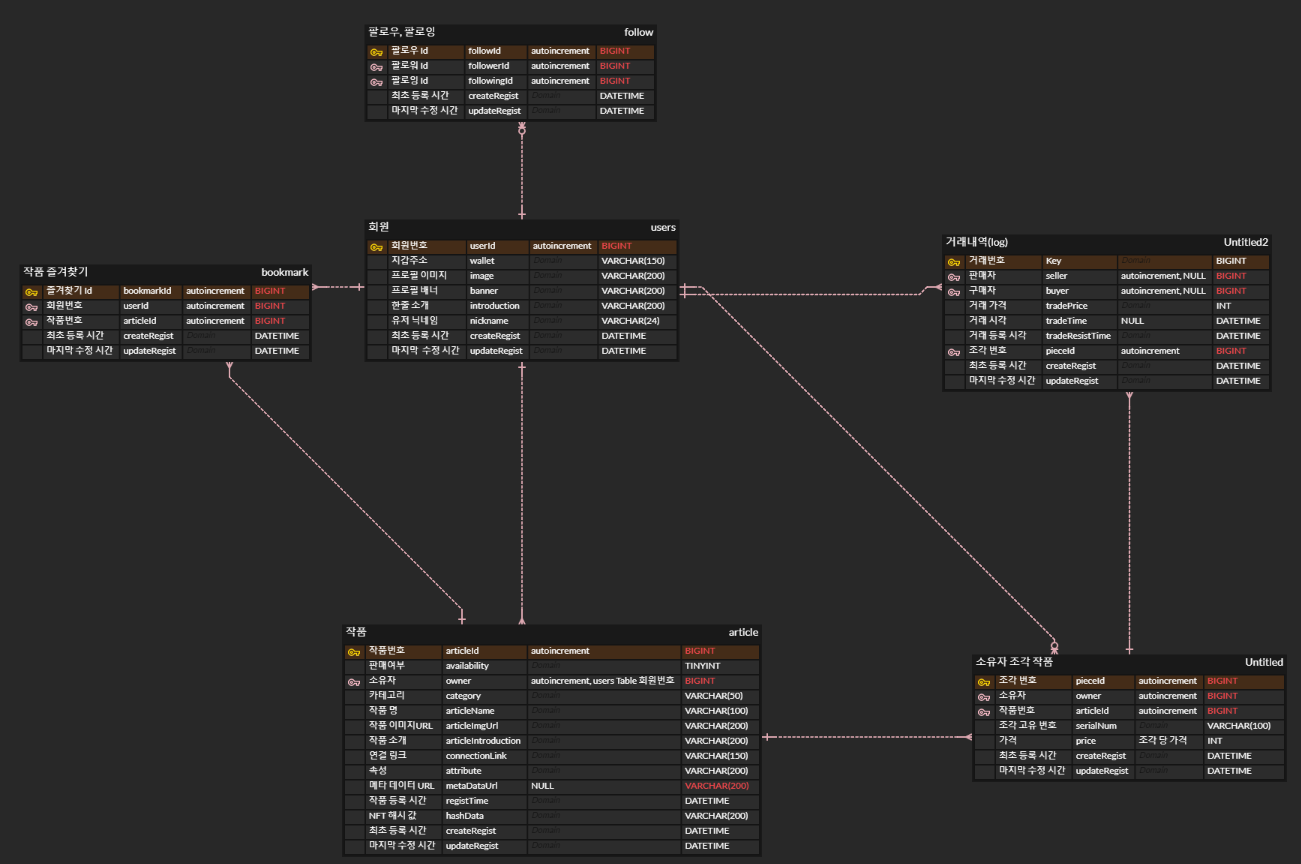 팔로우, 팔로잉 follow
팔로우 Id followId autoincrement BIGINT
팔로워 Id followerId autoincrement BIGINT
팔로잉 Id followingId autoincrement BIGINT
최초 등록 시간 createRegist Domain DATETIME
마지막 수정 시간 updateRegist Domain DATETIME
회원 users
회원번호 userId autoincrement BIGINT
지갑주소 wallet Domain VARCHAR(150)
프로필 이미지 image Domain VARCHAR(200)
프로필 배너 banner Domain VARCHAR(200)
한줄 소개 introduction Domain VARCHAR(200)
유저 닉네임 nickname Domain VARCHAR(24)
최초 등록 시간 createRegist Domain DATETIME
마지막 수정 시간 updateRegist Domain DATETIME
거래내역(log) Untitled2
거래번호 Key Domain BIGINT
판매자 seller autoincrement, NULL BIGINT
구매자 buyer autoincrement, NULL BIGINT
거래 가격 tradePrice Domain INT
거래 시각 tradeTime NULL DATETIME
거래 등록 시각 tradeResistTime Domain DATETIME
조각 번호 pieceId autoincrement BIGINT
최초 등록 시간 createRegist Domain DATETIME
마지막 수정 시간 updateRegist Domain DATETIME
작품 즐겨찾기 bookmark
즐겨찾기 Id bookmarkId autoincrement BIGINT
회원번호 userId autoincrement BIGINT
작품번호 articleId autoincrement BIGINT
최초 등록 시간 createRegist Domain DATETIME
마지막 수정 시간 updateRegist Domain DATETIME
작품 article
작품번호 articleId autoincrement BIGINT
판매여부 availability Domain TINYINT
소유자 owner autoincrement, users Table 회원번호 BIGINT
카테고리 category Domain VARCHAR(50)
작품 명 articleName Domain VARCHAR(100)
작품 이미지URL articleImgUrl Domain VARCHAR(200)
작품 소개 articleIntroduction Domain VARCHAR(200)
연결 링크 connectionLink Domain VARCHAR(150)
속성 attribute Domain VARCHAR(200)
메타 데이터 URL metaDataUrl NULL VARCHAR(200)
작품 등록 시간 registTime Domain DATETIME
NFT 해시 값 hashData Domain VARCHAR(200)
최초 등록 시간 createRegist Domain DATETIME
마지막 수정 시간 updateRegist Domain DATETIME
소유자 조각 작품 Untitled
조각 번호 pieceId autoincrement BIGINT
소유자 owner autoincrement BIGINT
작품번호 articleId autoincrement BIGINT
조각 고유 번호 serialNum Domain VARCHAR(100)
가격 price 조각 당 가격 INT
최초 등록 시간 createRegist Domain DATETIME
마지막 수정 시간 updateRegist Domain DATETIME